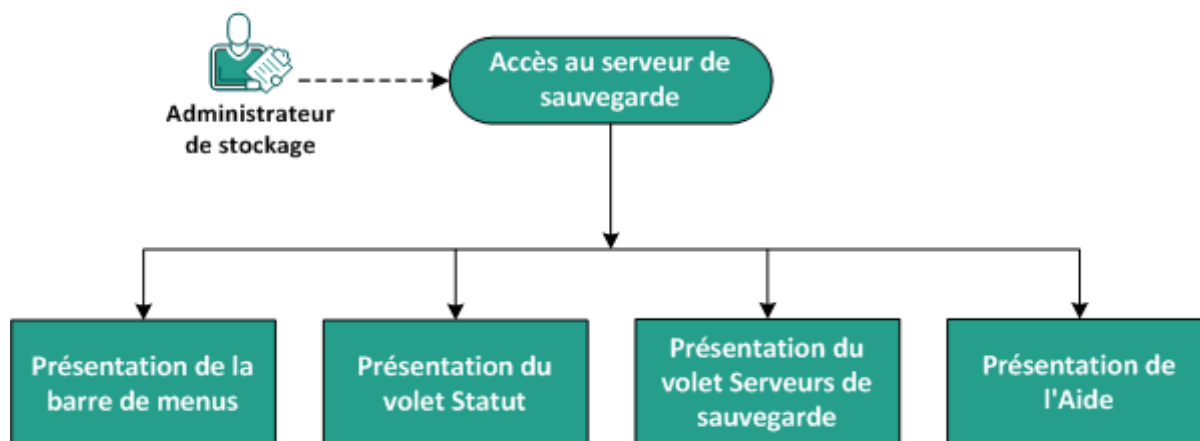 Accès au serveur de
sauvegarde
Administrateur
de stockage
Présentation de la
barre de menus
Présentation du
volet Statut
Présentation du
volet Serveurs de
sauvegarde
Présentation de
l'Aide